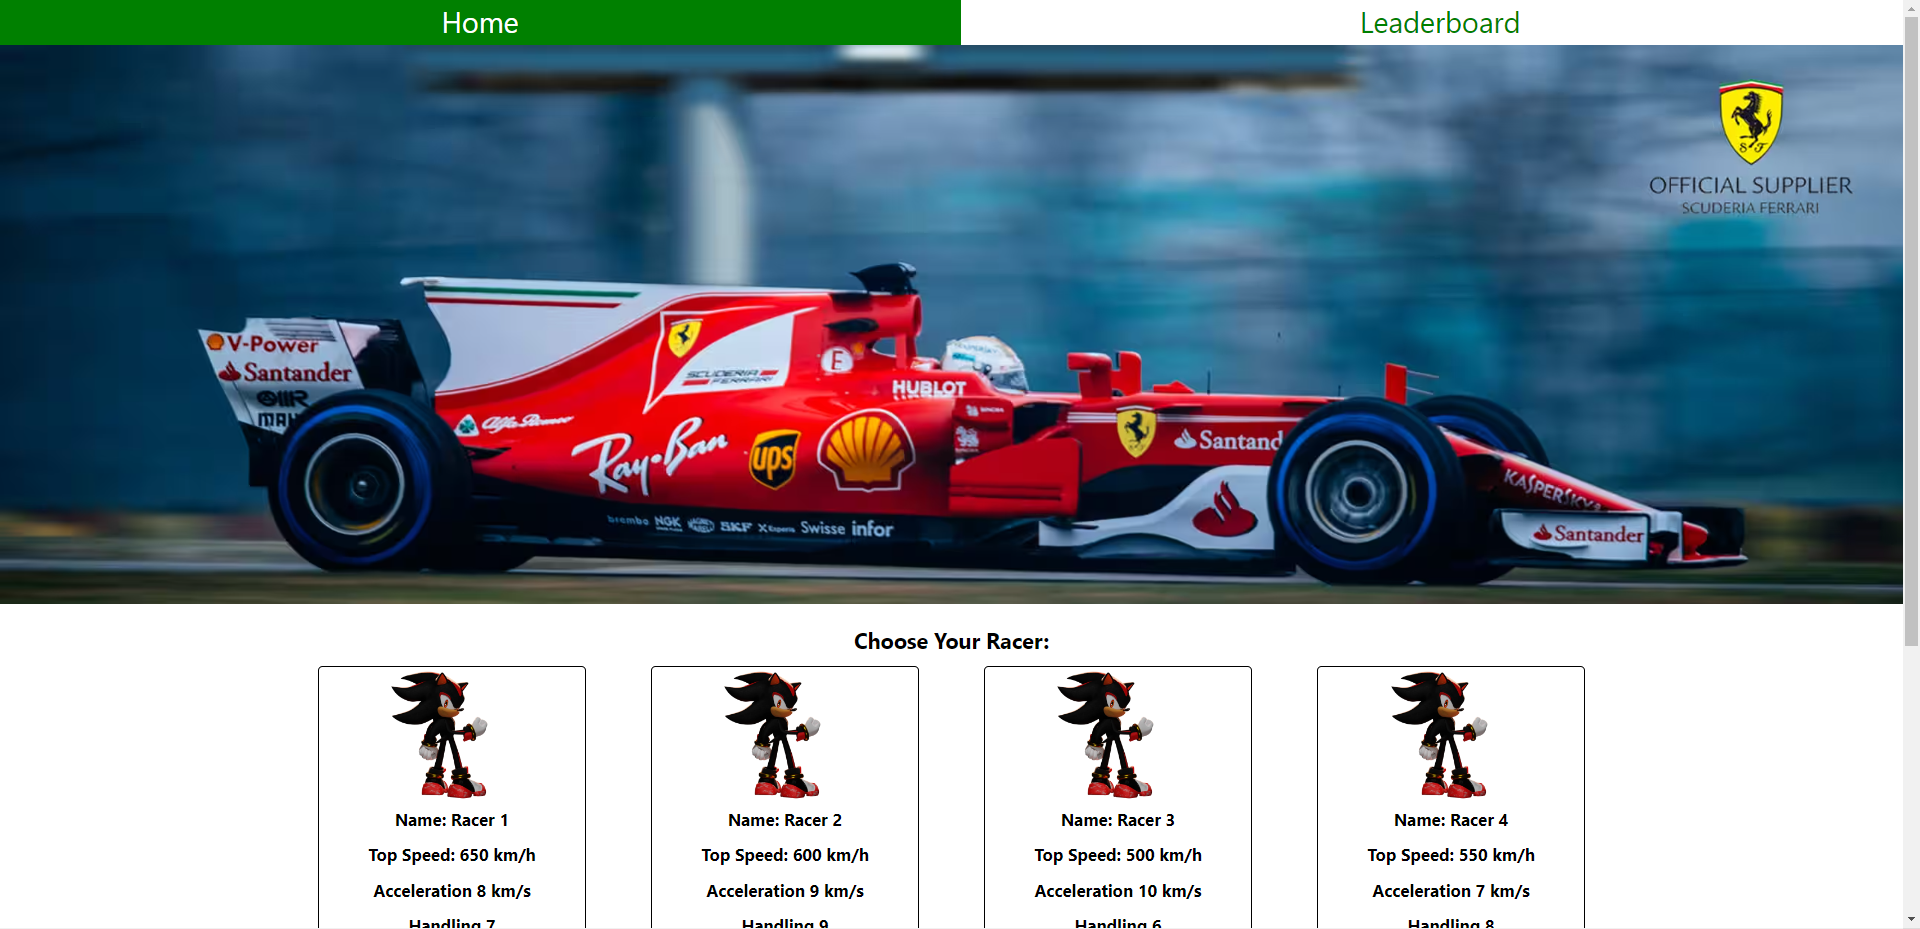 Home
Leaderboard
OFFICIAL SUPPLIER
SCUDERIA FERRARI
V-Power
Santander
Alfa Romeo
SCUDERIA
FERRARI
E
HUBLOT
Ray-Ban
ups
Santand
KASPERSKY
Santander
brembo NGK SKF Swisse infor
Choose Your Racer:
Name: Racer 1
Top Speed: 650 km/h
Acceleration 8 km/s
Handling 7
Name: Racer 2
Top Speed: 600 km/h
Acceleration 9 km/s
Handling 9
Name: Racer 3
Top Speed: 500 km/h
Acceleration 10 km/s
Handling 6
Name: Racer 4
Top Speed: 550 km/h
Acceleration 7 km/s
Handling 8